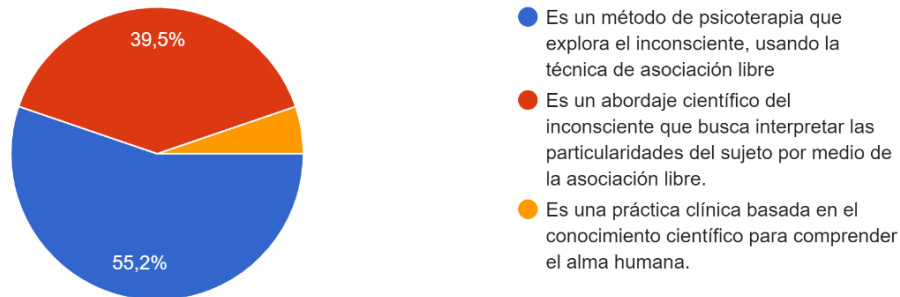 39,5%
55,2%
Es un método de psicoterapia que
explora el inconsciente, usando la
técnica de asociación libre
Es un abordaje científico del
inconsciente que busca interpretar las
particularidades del sujeto por medio de
la asociación libre.
Es una práctica clínica basada en el
conocimiento científico para comprender
el alma humana.